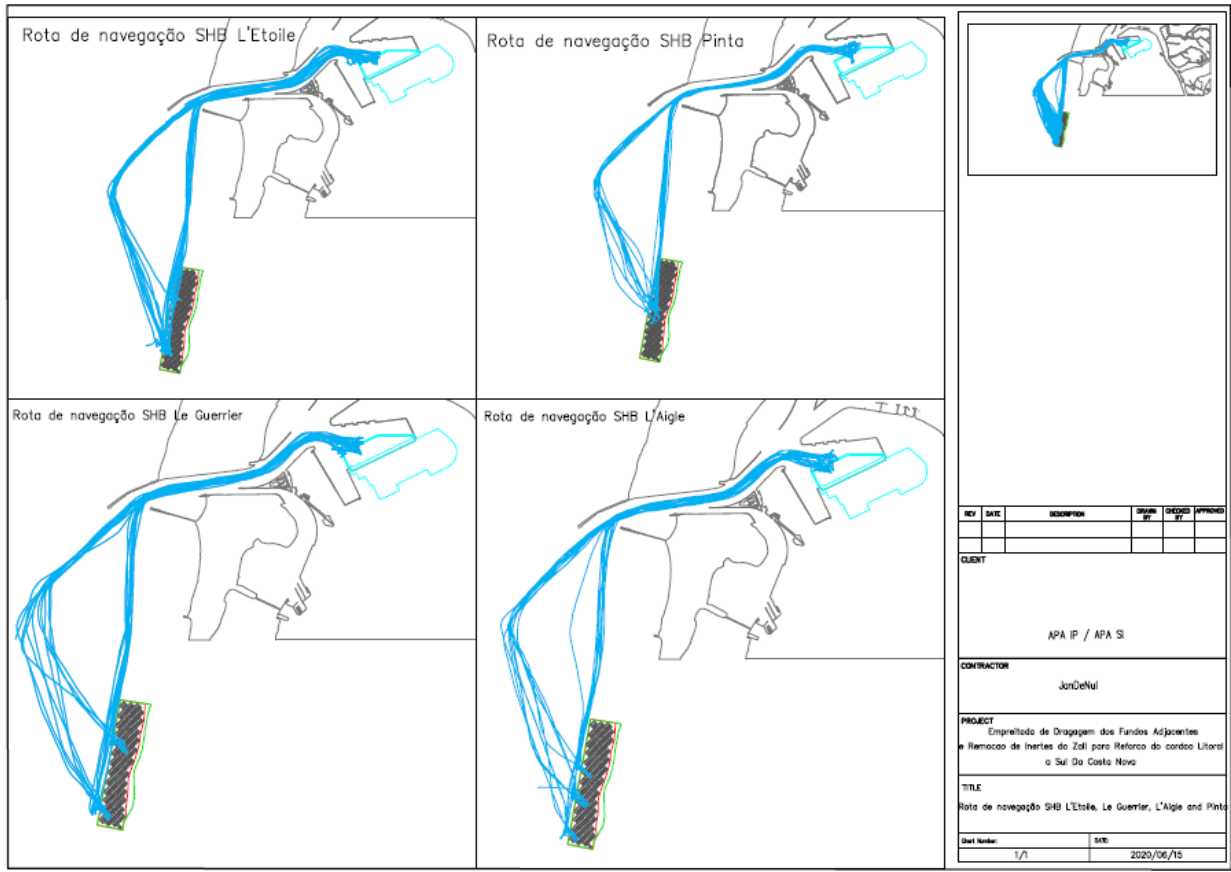 Rota de navegação SHB L'Etoile
Rota de navegação SHB Pinta
Rota de navegação SHB Le Guerrier
Rota de navegação SHB L'Aigle
REV
DATE
DESCRIPTION
DRAWN BY
CHECKED BY
APPROVED
CLIENT
APA IP / APA SI
CONTRACTOR
JanDeNul
PROJECT
Empreitada de Dragagem dos Fundos Adjacentes
e Remocao de Inertes da Zali para Reforco do cordao Litoral
a Sul Da Costa Nova
TITLE
Rota de navegação SHB L'Etoile, Le Guerrier, L'Aigle and Pinta
Chart Number:
1/1
DATE:
2020/06/15